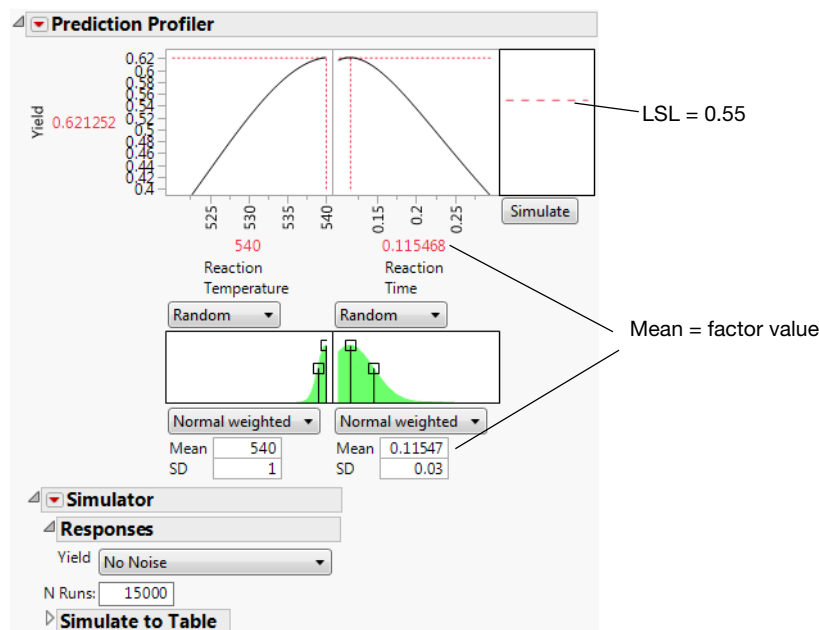 Prediction Profiler
Yield
0.621252
0.62
0.6
0.58
0.56
0.54
0.52
0.5
0.48
0.46
0.44
0.42
0.4
LSL = 0.55
525
530
535
540
0.15
0.2
0.25
Simulate
540
0.115468
Reaction
Temperature
Reaction
Time
Mean = factor value
Random
Random
Normal weighted
Normal weighted
Mean 540
SD 1
Mean 0.11547
SD 0.03
Simulator
Responses
Yield No Noise
N Runs: 15000
Simulate to Table